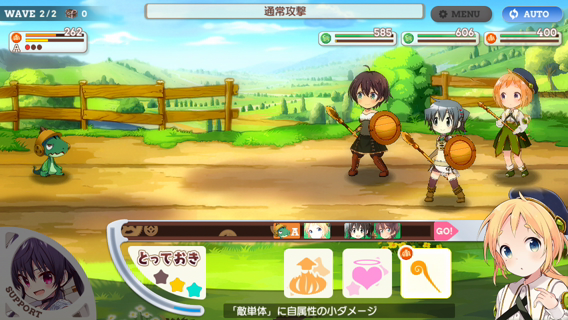 WAVE 2/2 0
通常攻撃
MENU
AUTO
262
A
585
606
400
A
GO!
とっておき
SUPPORT
「敵単体」に自属性の小ダメージ